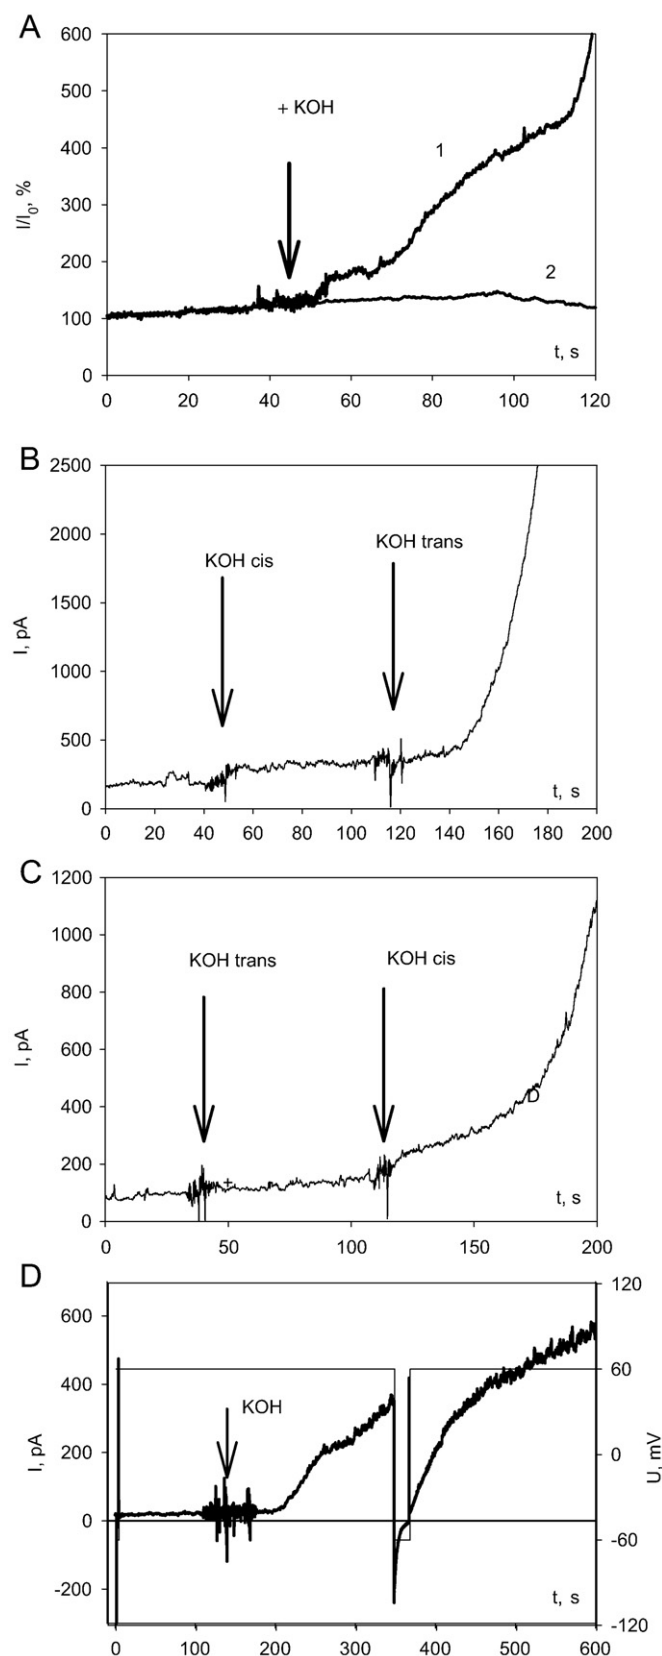 A
600
500
400
300
200
100
0
I/I0, %
+ KOH
1
2
t, s
0 20 40 60 80 100 120
B
2500
2000
1500
1000
500
0
I, pA
KOH cis
KOH trans
t, s
0 20 40 60 80 100 120 140 160 180 200
C
1200
1000
800
600
400
200
0
I, pA
KOH trans
KOH cis
D
+
t, s
0 50 100 150 200
D
600
400
200
0
-200
I, pA
KOH
120
60
0
-60
-120
U, mV
t, s
0 100 200 300 400 500 600